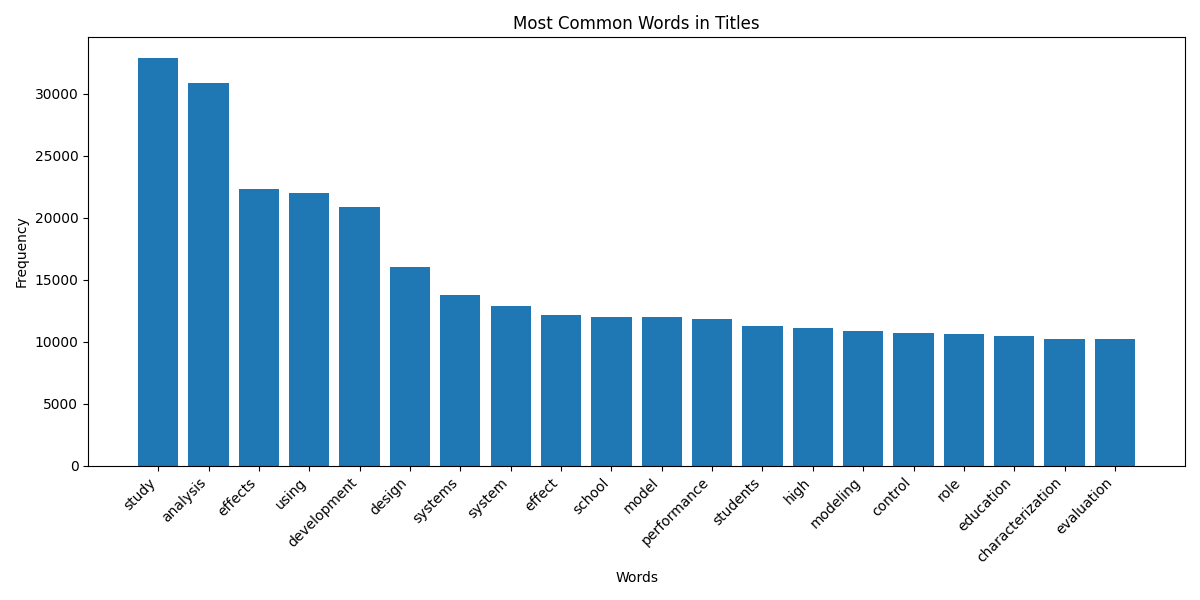 Most Common Words in Titles
Frequency
30000
25000
20000
15000
10000
5000
0
study
analysis
effects
using
development
design
systems
system
effect
school
model
performance
students
high
modeling
control
role
education
characterization
evaluation
Words